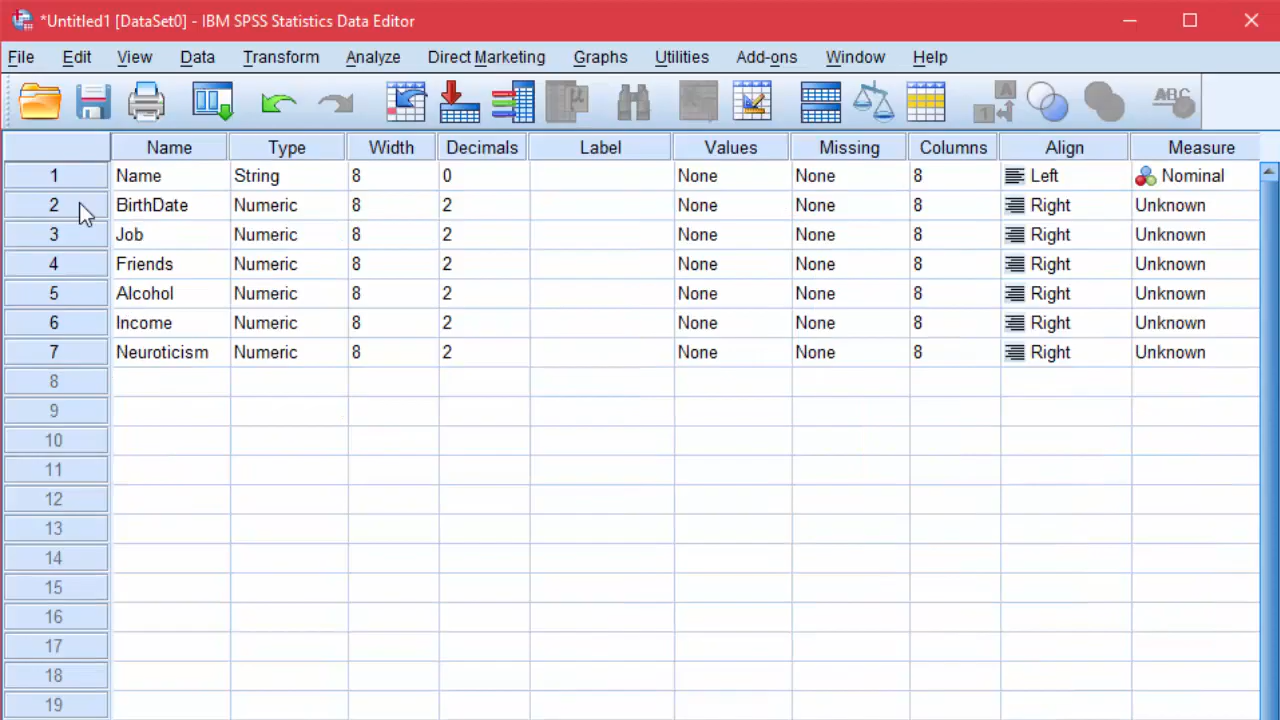 *Untitled1 [DataSet0] - IBM SPSS Statistics Data Editor
File Edit View Data Transform Analyze Direct Marketing Graphs Utilities Add-ons Window Help
A
1
ABC
Name Type Width Decimals Label Values Missing Columns Align Measure
1 Name String 8 0 None None 8 Left Nominal
2 BirthDate Numeric 8 2 None None 8 Right Unknown
3 Job Numeric 8 2 None None 8 Right Unknown
4 Friends Numeric 8 2 None None 8 Right Unknown
5 Alcohol Numeric 8 2 None None 8 Right Unknown
6 Income Numeric 8 2 None None 8 Right Unknown
7 Neuroticism Numeric 8 2 None None 8 Right Unknown
8
9
10
11
12
13
14
15
16
17
18
19